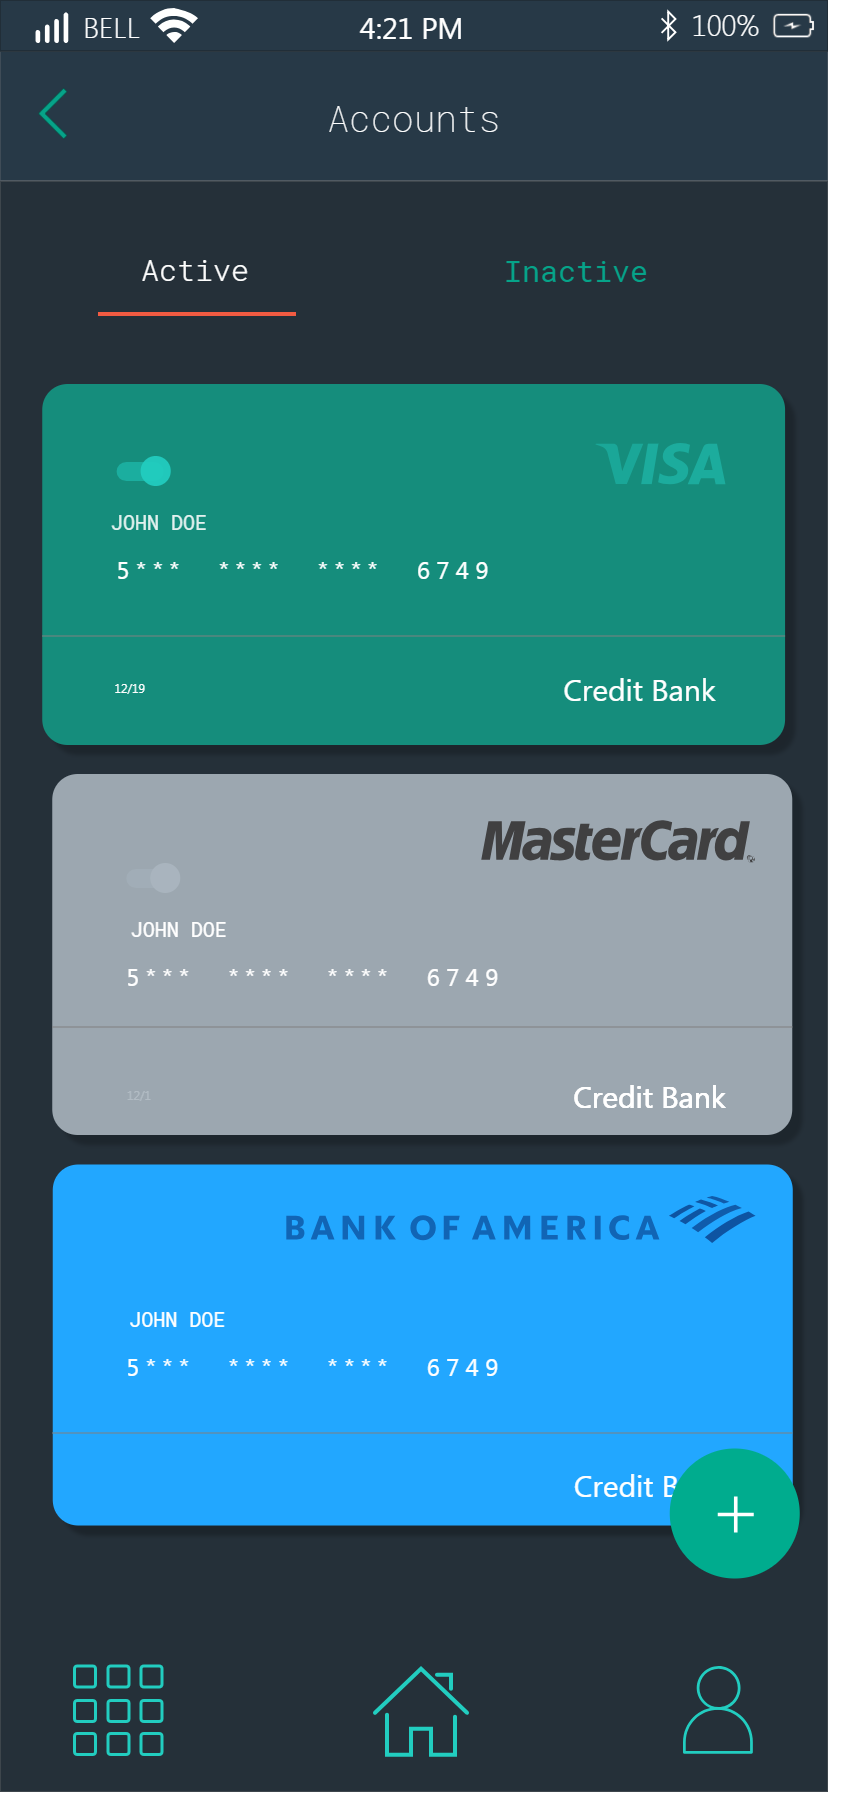 BELL 4:21 PM 100%
Accounts
Active Inactive
VISA
JOHN DOE
5*** **** **** 6749
12/19 Credit Bank
MasterCard
JOHN DOE
5*** **** **** 6749
12/1 Credit Bank
BANK OF AMERICA
JOHN DOE
5*** **** **** 6749
Credit B
+